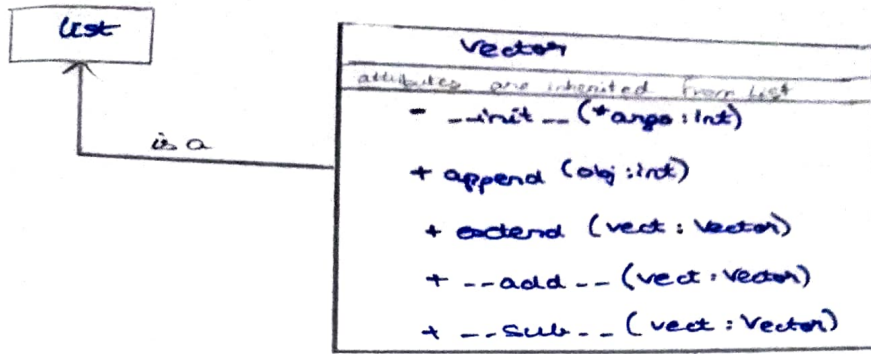 List
Vector
attributes are inherited from List
- __init__ (*args : Int)
is a
+ append (obj : int)
+ extend (vect : Vector)
+ __add__ (vect : Vector)
+ __Sub__ (vect : Vector)